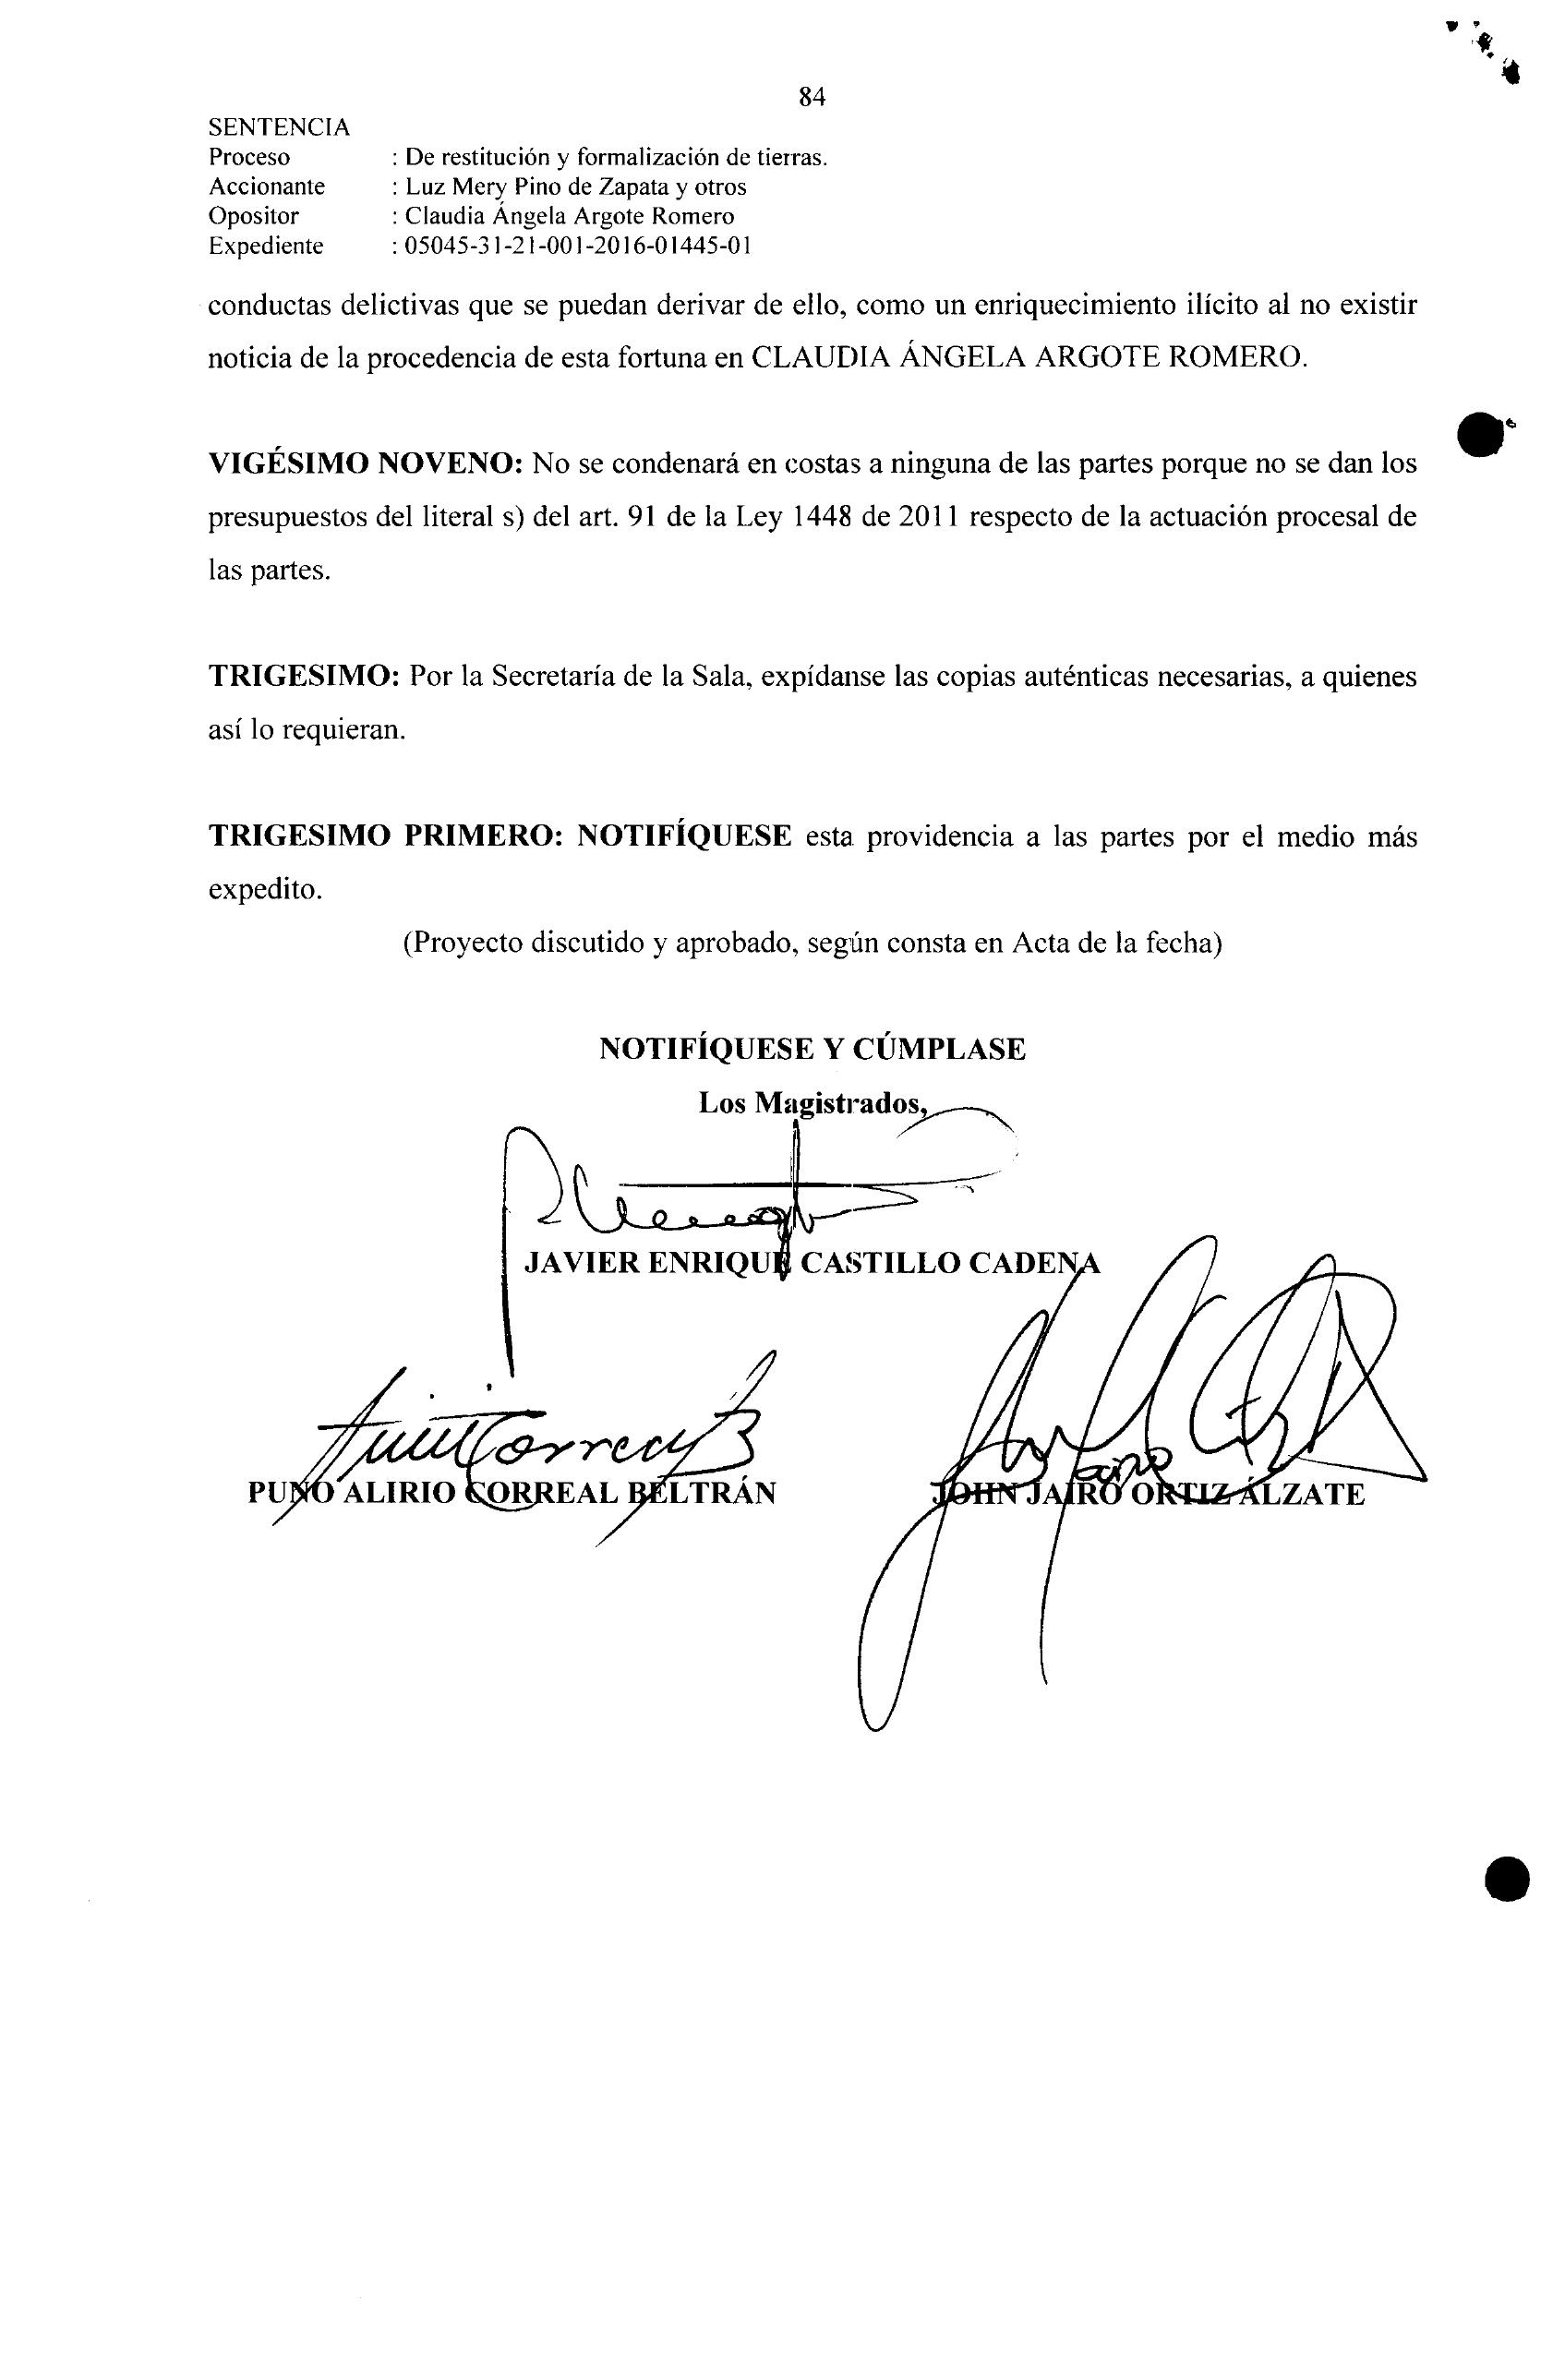 84
SENTENCIA
Proceso : De restitución y formalización de tierras.
Accionante : Luz Mery Pino de Zapata y otros
Opositor : Claudia Ángela Argote Romero
Expediente : 05045-31-21-001-2016-01445-01
conductas delictivas que se puedan derivar de ello, como un enriquecimiento ilícito al no existir
noticia de la procedencia de esta fortuna en CLAUDIA ÁNGELA ARGOTE ROMERO.
VIGÉSIMO NOVENO: No se condenará en costas a ninguna de las partes porque no se dan los
presupuestos del literal s) del art. 91 de la Ley 1448 de 2011 respecto de la actuación procesal de
las partes.
TRIGESIMO: Por la Secretaría de la Sala, expídanse las copias auténticas necesarias, a quienes
así lo requieran.
TRIGESIMO PRIMERO: NOTIFÍQUESE esta providencia a las partes por el medio más
expedito.
(Proyecto discutido y aprobado, según consta en Acta de la fecha)
NOTIFÍQUESE Y CÚMPLASE
Los Magistrados,
JAVIER ENRIQUE CASTILLO CADENA
PUNO ALIRIO CORREAL BELTRÁN JOHN JAIRO ORTIZ ÁLZATE